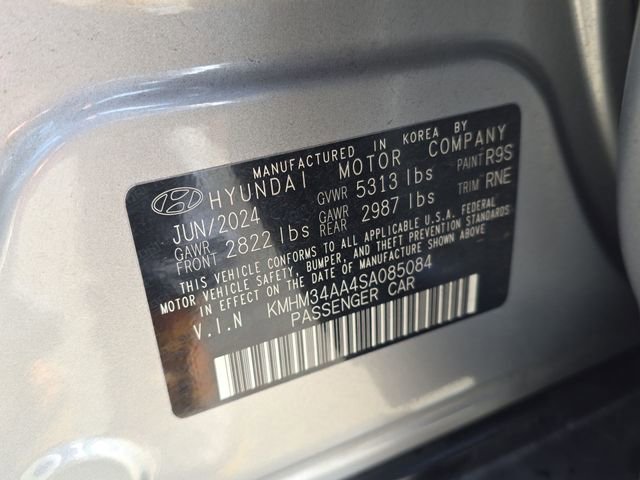 MANUFACTURED IN KOREA BY
HYUNDAI MOTOR COMPANY
JUN/2024 GVWR 5313 lbs PAINT R9S
GAWR FRONT 2822 lbs GAWR REAR 2987 lbs TRIM RNE
THIS VEHICLE CONFORMS TO ALL APPLICABLE U.S.A. FEDERAL
MOTOR VEHICLE SAFETY, BUMPER, AND THEFT PREVENTION STANDARDS
IN EFFECT ON THE DATE OF MANUFACTURE SHOWN ABOVE
V.I.N KMHM34AA4SA085084
PASSENGER CAR